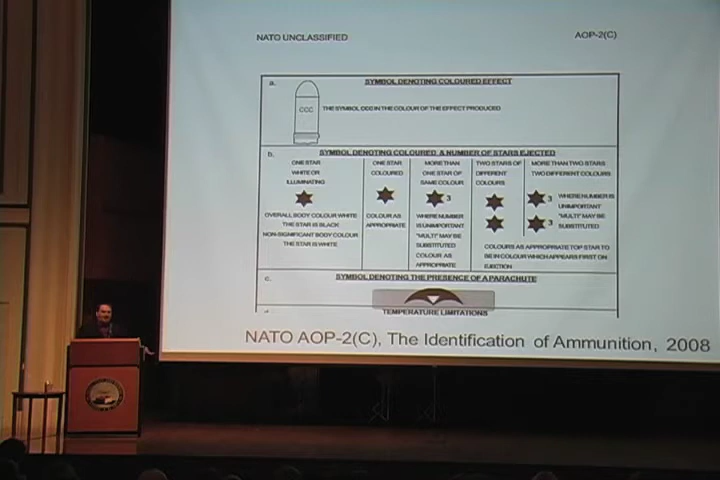 NATO UNCLASSIFIED
AOP-2(C)
a.
SYMBOL DENOTING COLOURED EFFECT
CCC
THE SYMBOL CCC IN THE COLOUR OF THE EFFECT PRODUCED
b.
SYMBOL DENOTING COLOURED & NUMBER OF STARS EJECTED
ONE STAR
WHITE OR
ILLUMINATING
OVERALL BODY COLOUR WHITE
THE STAR IS BLACK
NON-SIGNIFICANT BODY COLOUR
THE STAR IS WHITE
ONE STAR
COLOURED
COLOUR AS
APPROPRIATE
MORE THAN
ONE STAR OF
SAME COLOUR
3
WHERE NUMBER
IS UNIMPORTANT
"MULTI" MAY BE
SUBSTITUTED
COLOUR AS
APPROPRIATE
TWO STARS OF
DIFFERENT
COLOURS
MORE THAN TWO STARS
TWO DIFFERENT COLOURS
3
3
WHERE NUMBER IS
UNIMPORTANT
"MULTI" MAY BE
SUBSTITUTED
COLOURS AS APPROPRIATE TOP STAR TO
BE IN COLOUR WHICH APPEARS FIRST ON
EJECTION
c.
SYMBOL DENOTING THE PRESENCE OF A PARACHUTE
TEMPERATURE LIMITATIONS
NATO AOP-2(C), The Identification of Ammunition, 2008